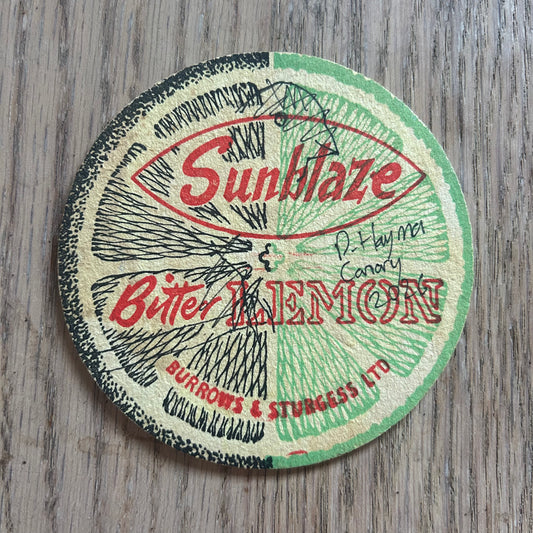 Sunblaze
D. Hayma
Canary
Bitter LEMON
BURROWS & STURGESS LTD